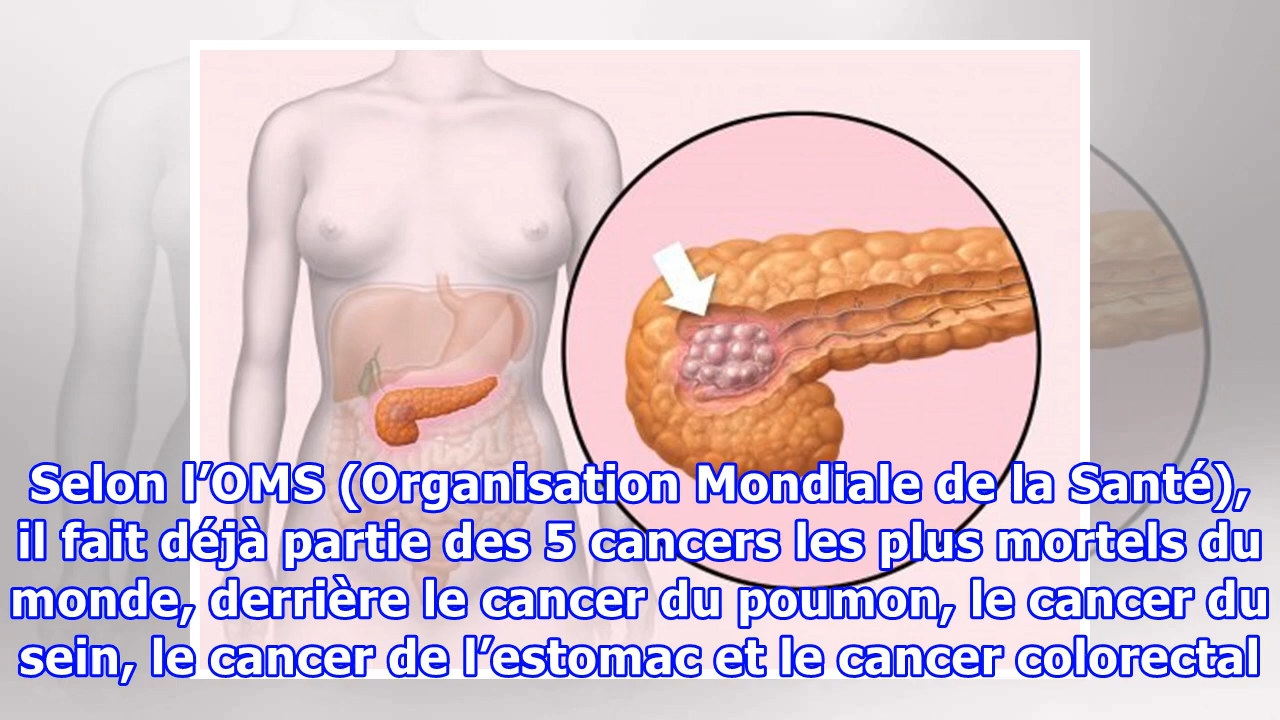 Selon l’OMS (Organisation Mondiale de la Santé),
il fait déjà partie des 5 cancers les plus mortels du
monde, derrière le cancer du poumon, le cancer du
sein, le cancer de l’estomac et le cancer colorectal